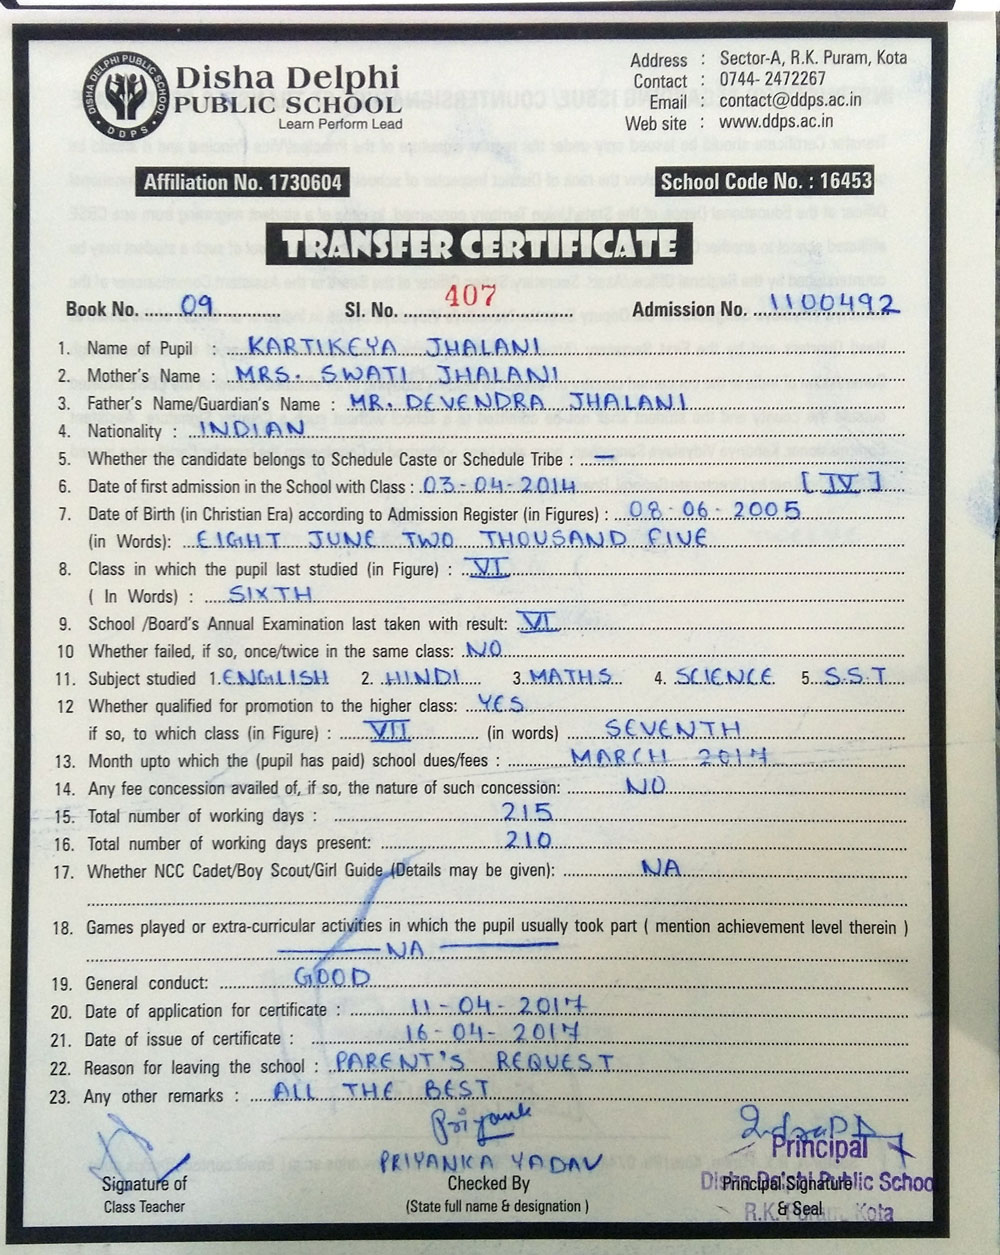 DISHA DELPHI PUBLIC SCHOOL
DDPS
Disha Delphi
PUBLIC SCHOOL
Learn Perform Lead
Address : Sector-A, R.K. Puram, Kota
Contact : 0744- 2472267
Email : contact@ddps.ac.in
Web site : www.ddps.ac.in
Affiliation No. 1730604 School Code No. : 16453
TRANSFER CERTIFICATE
Book No. 09 Sl. No. 407 Admission No. 1100492
1. Name of Pupil : KARTIKEYA JHALANI
2. Mother's Name : MRS. SWATI JHALANI
3. Father's Name/Guardian's Name : MR. DEVENDRA JHALANI
4. Nationality : INDIAN
5. Whether the candidate belongs to Schedule Caste or Schedule Tribe : —
6. Date of first admission in the School with Class : 03-04-2014 [ IV ]
7. Date of Birth (in Christian Era) according to Admission Register (in Figures) : 08-06-2005
(in Words): EIGHT JUNE TWO THOUSAND FIVE
8. Class in which the pupil last studied (in Figure) : VI
( In Words) : SIXTH
9. School /Board's Annual Examination last taken with result: VI
10 Whether failed, if so, once/twice in the same class: NO
11. Subject studied 1. ENGLISH 2. HINDI 3. MATHS 4. SCIENCE 5. S.S.T
12 Whether qualified for promotion to the higher class: YES
if so, to which class (in Figure) : VII (in words) SEVENTH
13. Month upto which the (pupil has paid) school dues/fees : MARCH 2017
14. Any fee concession availed of, if so, the nature of such concession: NO
15. Total number of working days : 215
16. Total number of working days present: 210
17. Whether NCC Cadet/Boy Scout/Girl Guide (Details may be given): NA
18. Games played or extra-curricular activities in which the pupil usually took part ( mention achievement level therein )
NA
19. General conduct: GOOD
20. Date of application for certificate : 11-04-2017
21. Date of issue of certificate : 16-04-2017
22. Reason for leaving the school : PARENT'S REQUEST
23. Any other remarks : ALL THE BEST
Priyanka
PRIYANKA YADAV
Principal
Disha Delphi Public School
R.K. Puram, Kota
Signature of Checked By Principal Signature
Class Teacher (State full name & designation ) & Seal